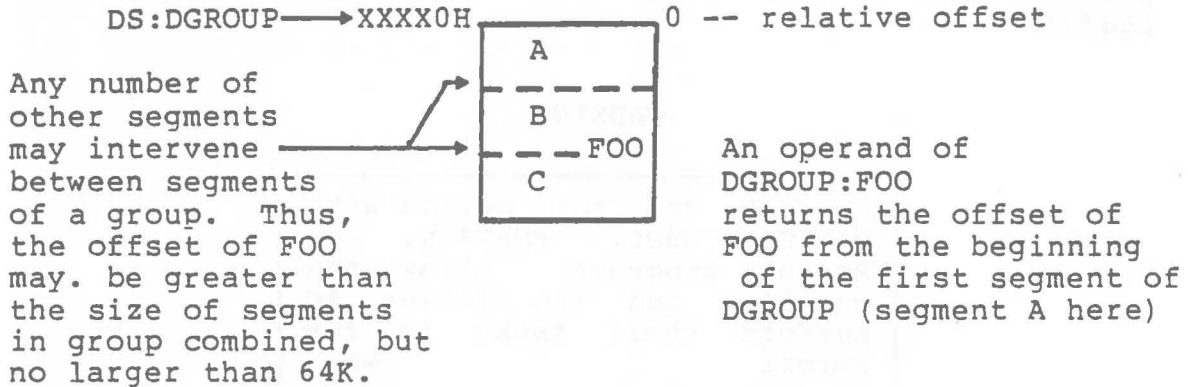 DS:DGROUP XXXX0H 0 -- relative offset
A
B
FOO
C
Any number of
other segments
may intervene
between segments
of a group. Thus,
the offset of FOO
may. be greater than
the size of segments
in group combined, but
no larger than 64K.
An operand of
DGROUP:FOO
returns the offset of
FOO from the beginning
of the first segment of
DGROUP (segment A here)